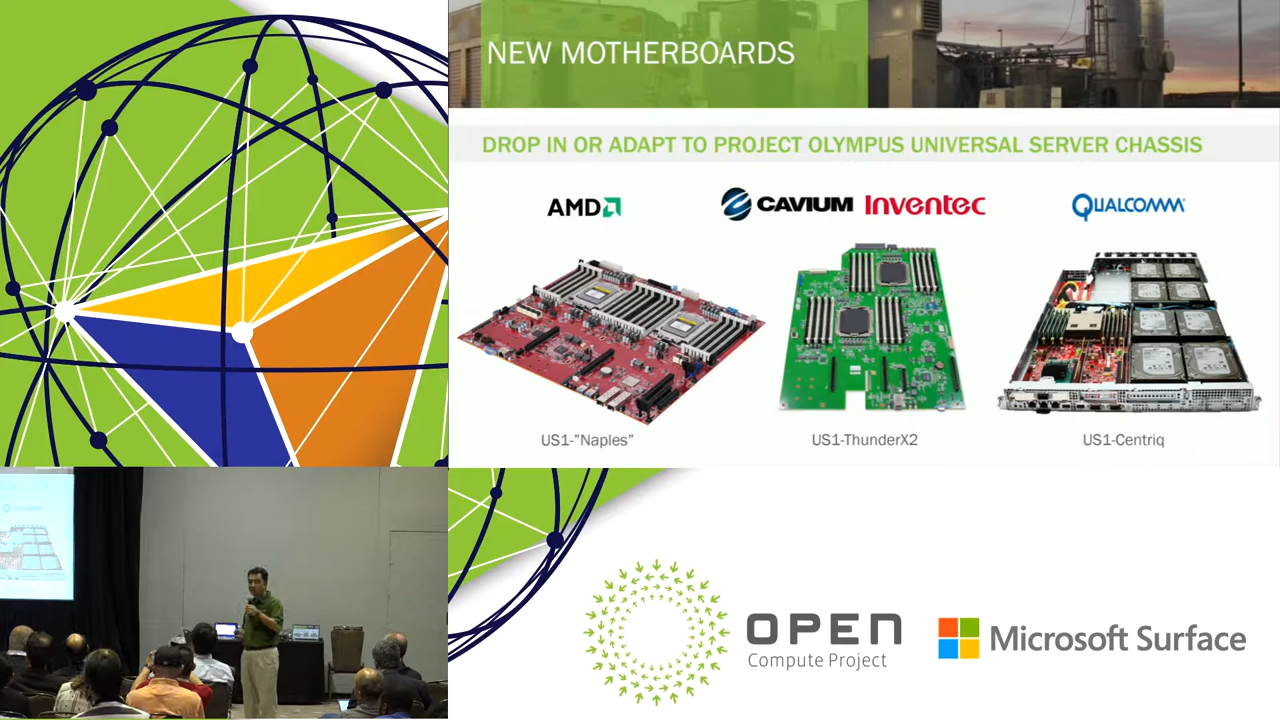 NEW MOTHERBOARDS
DROP IN OR ADAPT TO PROJECT OLYMPUS UNIVERSAL SERVER CHASSIS
AMD
CAVIUM Inventec
QUALCOMM
US1-"Naples"
US1-ThunderX2
US1-Centriq
QUALCOMM
OPEN
Compute Project
Microsoft Surface